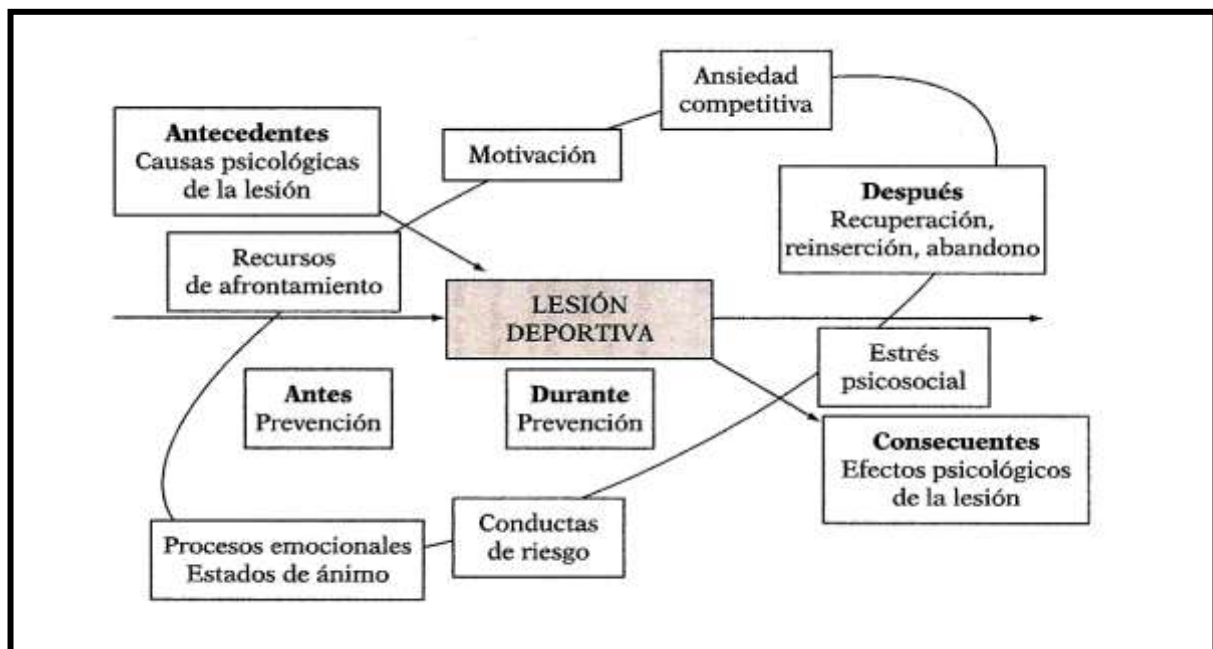 Ansiedad
competitiva
Antecedentes
Causas psicológicas
de la lesión
Motivación
Después
Recuperación,
reinserción, abandono
Recursos
de afrontamiento
LESIÓN
DEPORTIVA
Estrés
psicosocial
Antes
Prevención
Durante
Prevención
Consecuentes
Efectos psicológicos
de la lesión
Conductas
de riesgo
Procesos emocionales
Estados de ánimo